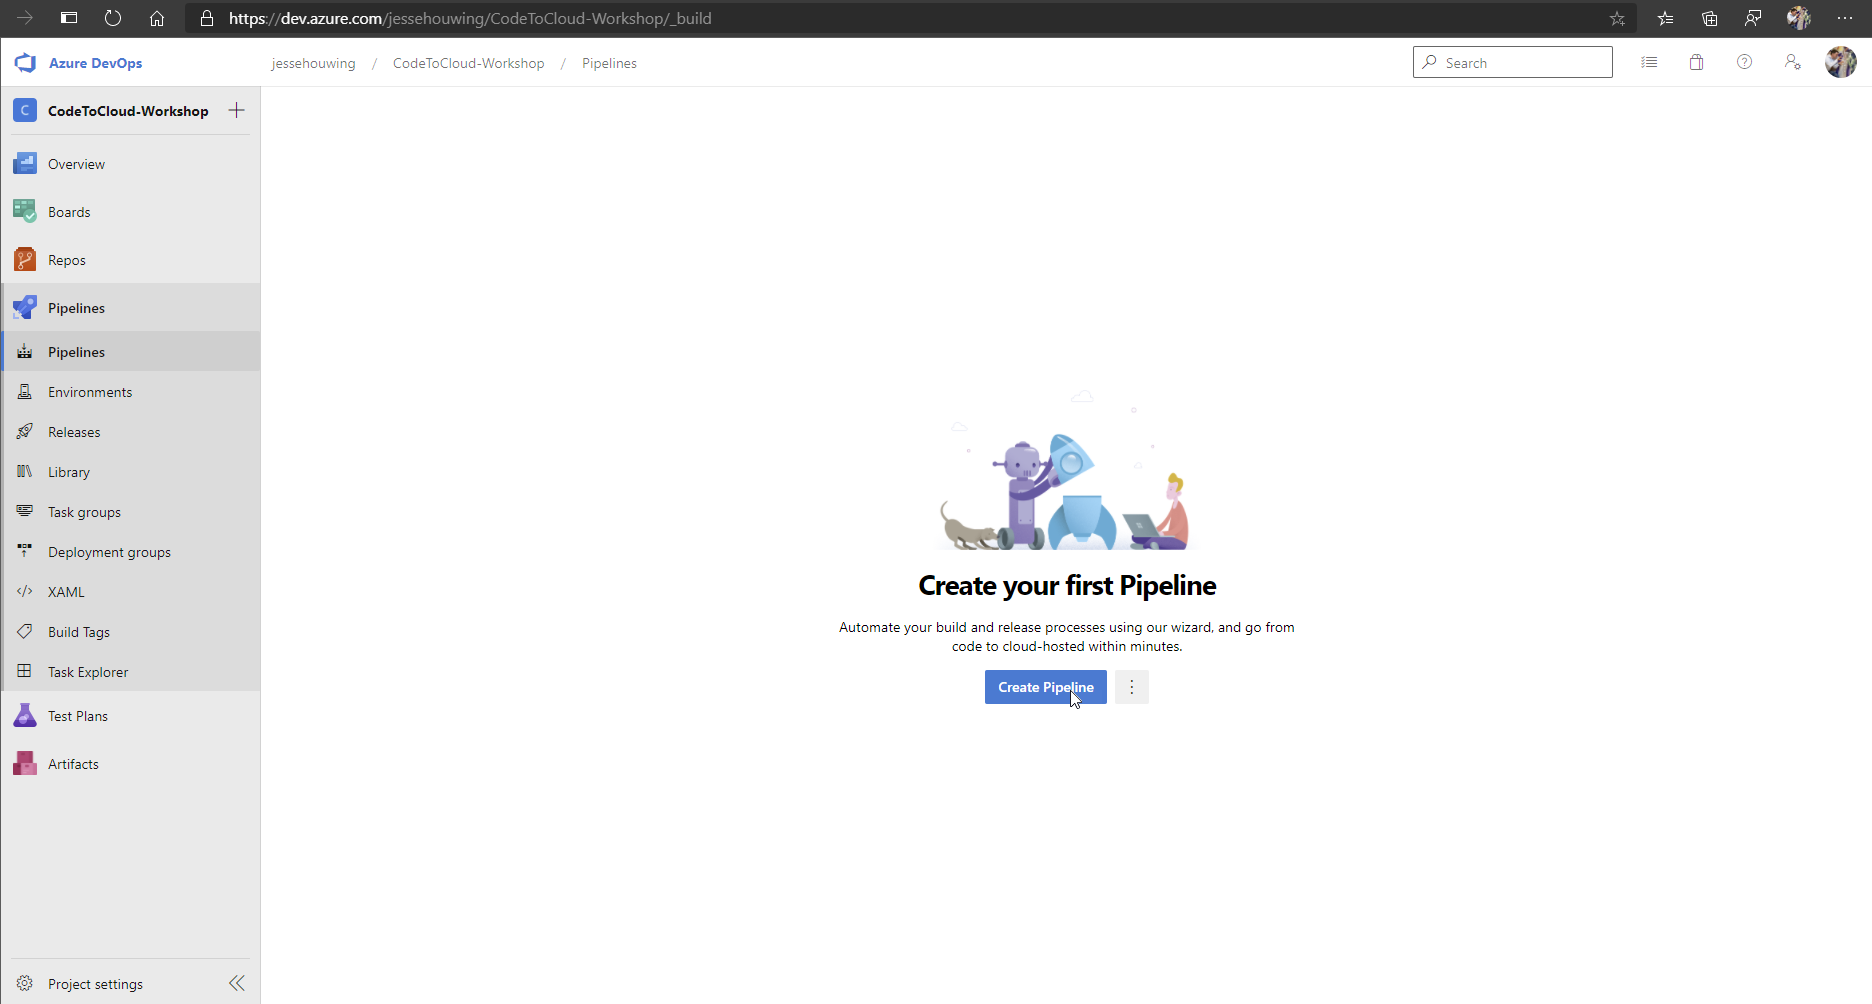 https://dev.azure.com/jessehouwing/CodeToCloud-Workshop/_build
Azure DevOps
jessehouwing / CodeToCloud-Workshop / Pipelines
Search
C CodeToCloud-Workshop
Overview
Boards
Repos
Pipelines
Pipelines
Environments
Releases
Library
Task groups
Deployment groups
XAML
Build Tags
Task Explorer
Test Plans
Artifacts
Project settings
Create your first Pipeline
Automate your build and release processes using our wizard, and go from
code to cloud-hosted within minutes.
Create Pipeline